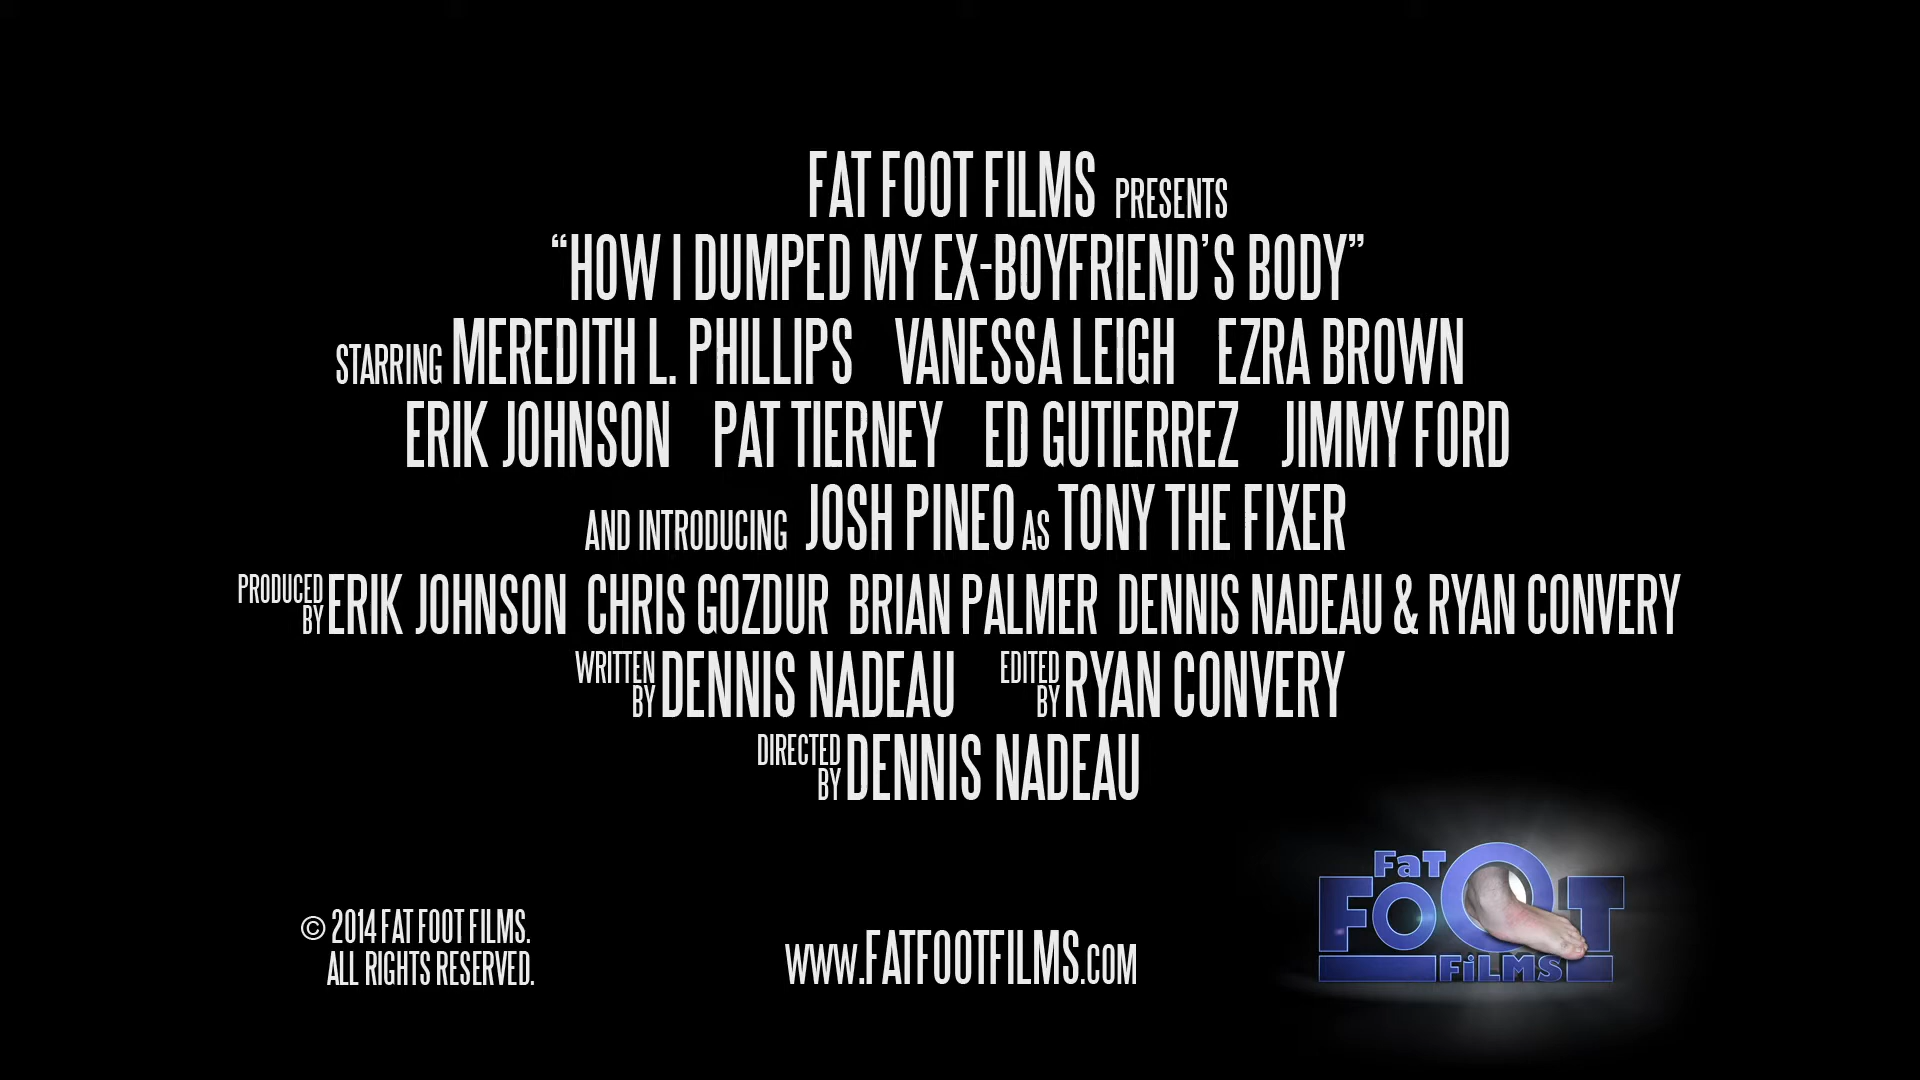 FAT FOOT FILMS PRESENTS
“HOW I DUMPED MY EX-BOYFRIEND’S BODY”
STARRING MEREDITH L. PHILLIPS VANESSA LEIGH EZRA BROWN
ERIK JOHNSON PAT TIERNEY ED GUTIERREZ JIMMY FORD
AND INTRODUCING JOSH PINEO AS TONY THE FIXER
PRODUCED BY ERIK JOHNSON CHRIS GOZDUR BRIAN PALMER DENNIS NADEAU & RYAN CONVERY
WRITTEN BY DENNIS NADEAU EDITED BY RYAN CONVERY
DIRECTED BY DENNIS NADEAU
© 2014 FAT FOOT FILMS.
ALL RIGHTS RESERVED.
WWW.FATFOOTFILMS.COM
FaT
FOOT
FiLMS